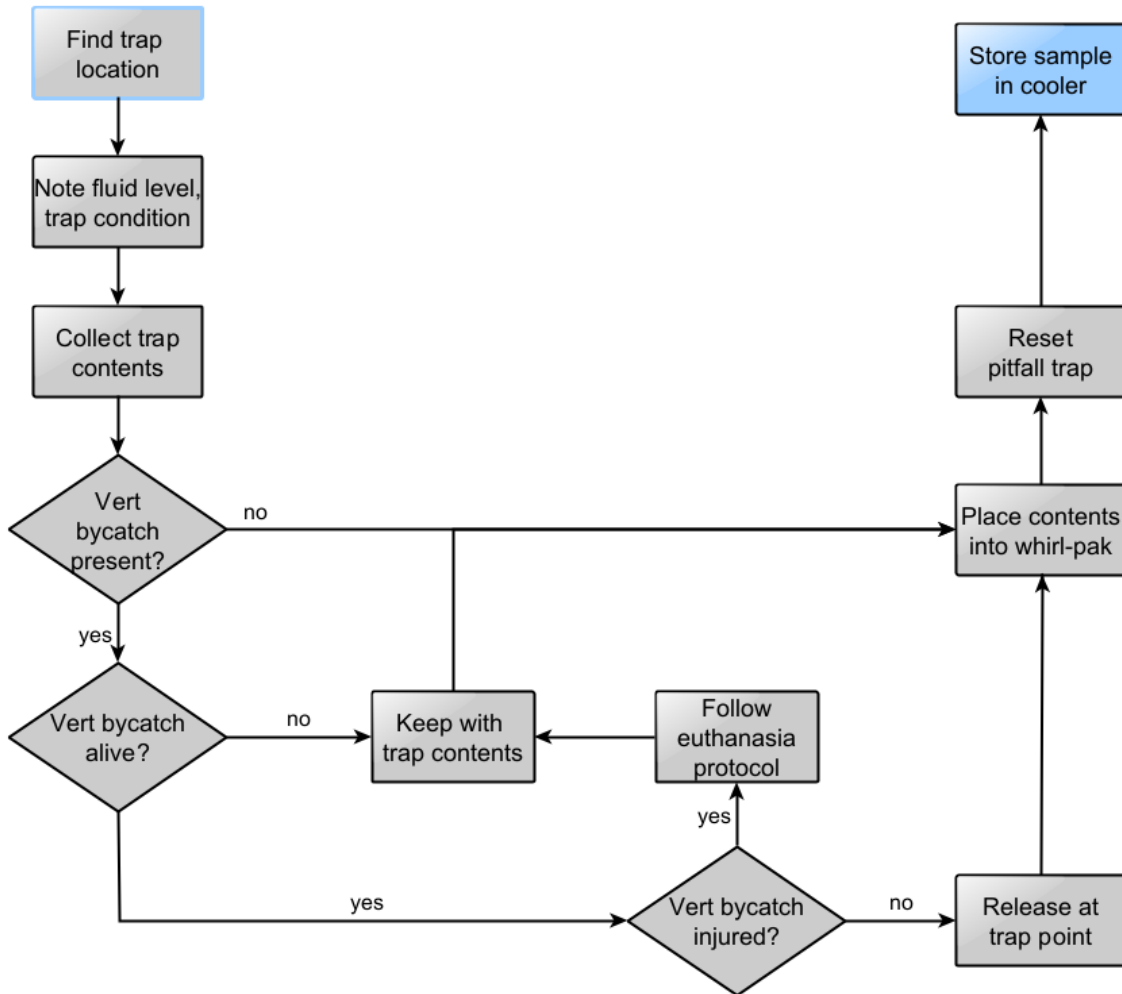 Find trap
location
Note fluid level,
trap condition
Collect trap
contents
Vert
bycatch
present?
no
yes
Vert bycatch
alive?
no
Keep with
trap contents
Follow
euthanasia
protocol
yes
yes
Vert bycatch
injured?
no
Release at
trap point
Place contents
into whirl-pak
Reset
pitfall trap
Store sample
in cooler